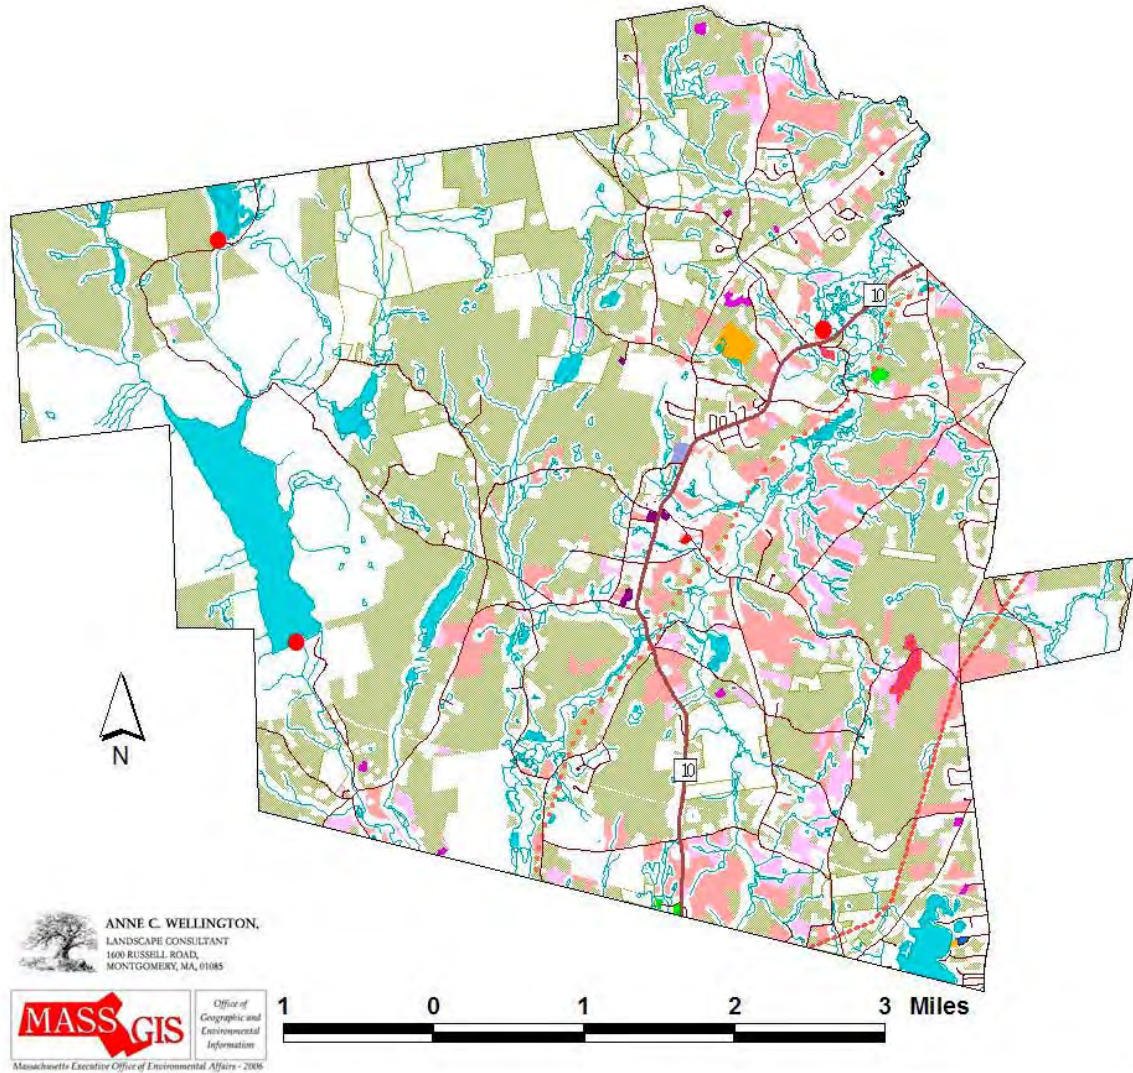 10
10
N
ANNE C. WELLINGTON,
LANDSCAPE CONSULTANT
1600 RUSSELL ROAD,
MONTGOMERY, MA, 01085
MASS GIS
Office of
Geographic and
Environmental
Information
Massachusetts Executive Office of Environmental Affairs - 2006
1 0 1 2 3 Miles